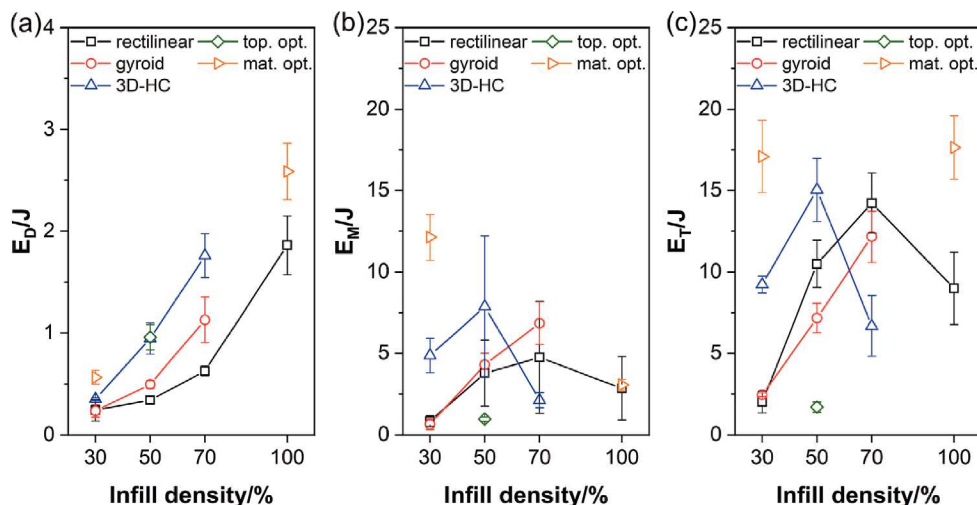 (a)
4
3
2
1
0
E_D/J
rectilinear
gyroid
3D-HC
top. opt.
mat. opt.
30 50 70 100
Infill density/%
(b)
25
20
15
10
5
0
E_M/J
rectilinear
gyroid
3D-HC
top. opt.
mat. opt.
30 50 70 100
Infill density/%
(c)
25
20
15
10
5
0
E_T/J
rectilinear
gyroid
3D-HC
top. opt.
mat. opt.
30 50 70 100
Infill density/%